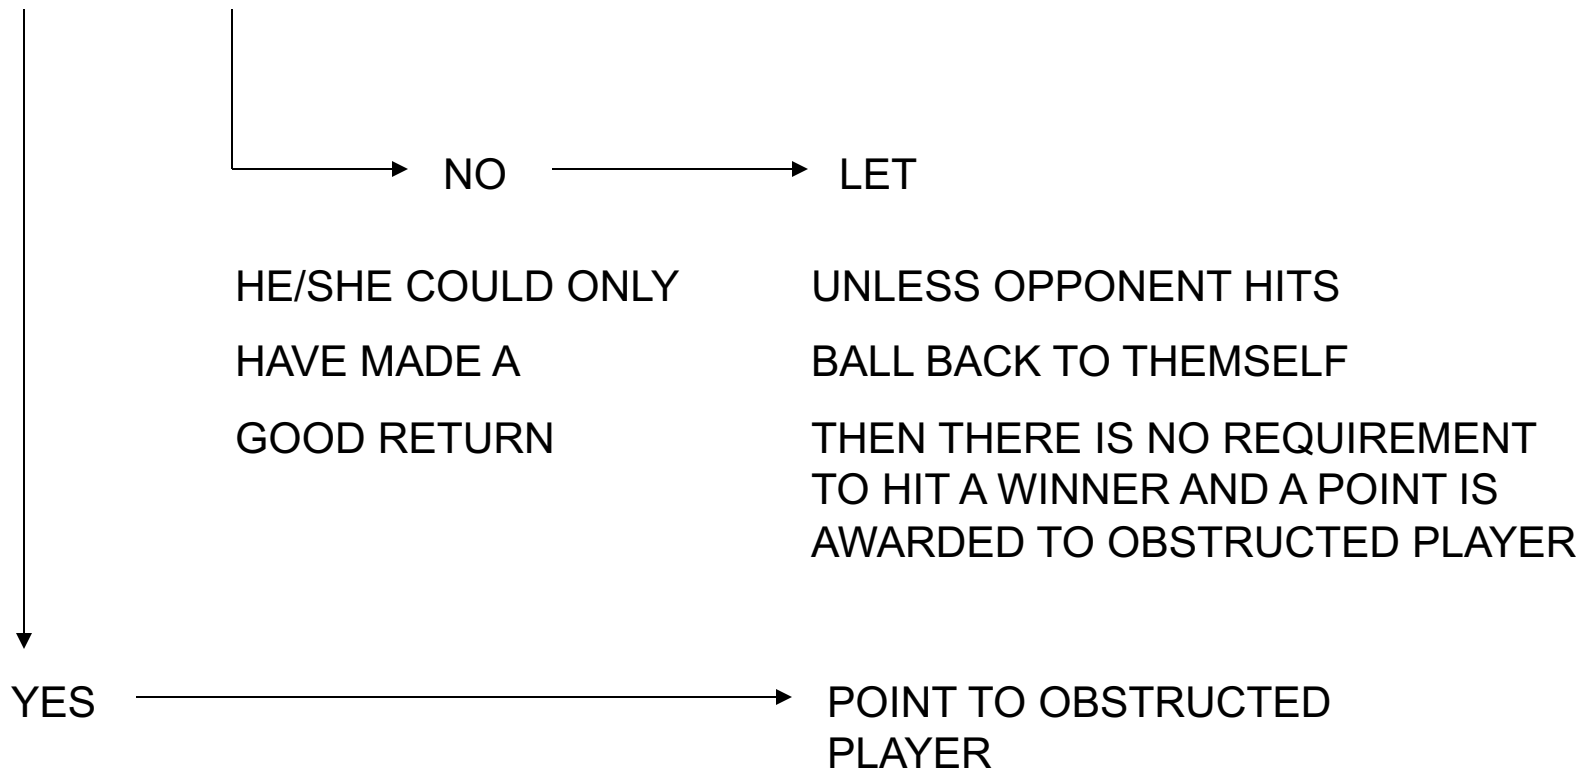 NO LET
HE/SHE COULD ONLY UNLESS OPPONENT HITS
HAVE MADE A BALL BACK TO THEMSELF
GOOD RETURN THEN THERE IS NO REQUIREMENT
TO HIT A WINNER AND A POINT IS
AWARDED TO OBSTRUCTED PLAYER
YES POINT TO OBSTRUCTED
PLAYER